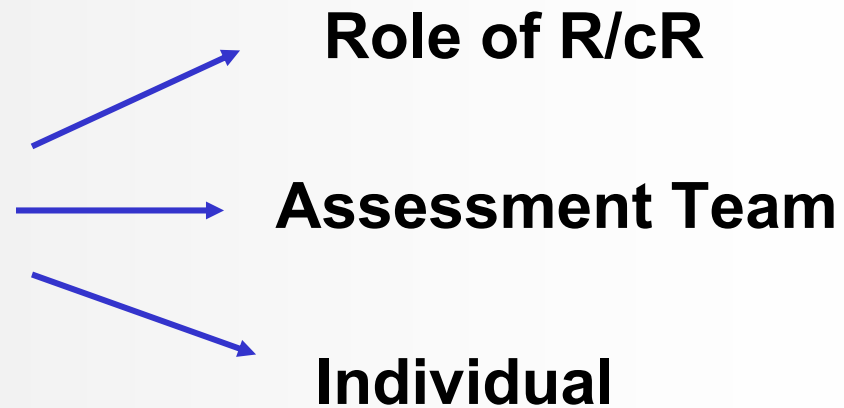 Role of R/cR
Assessment Team
Individual